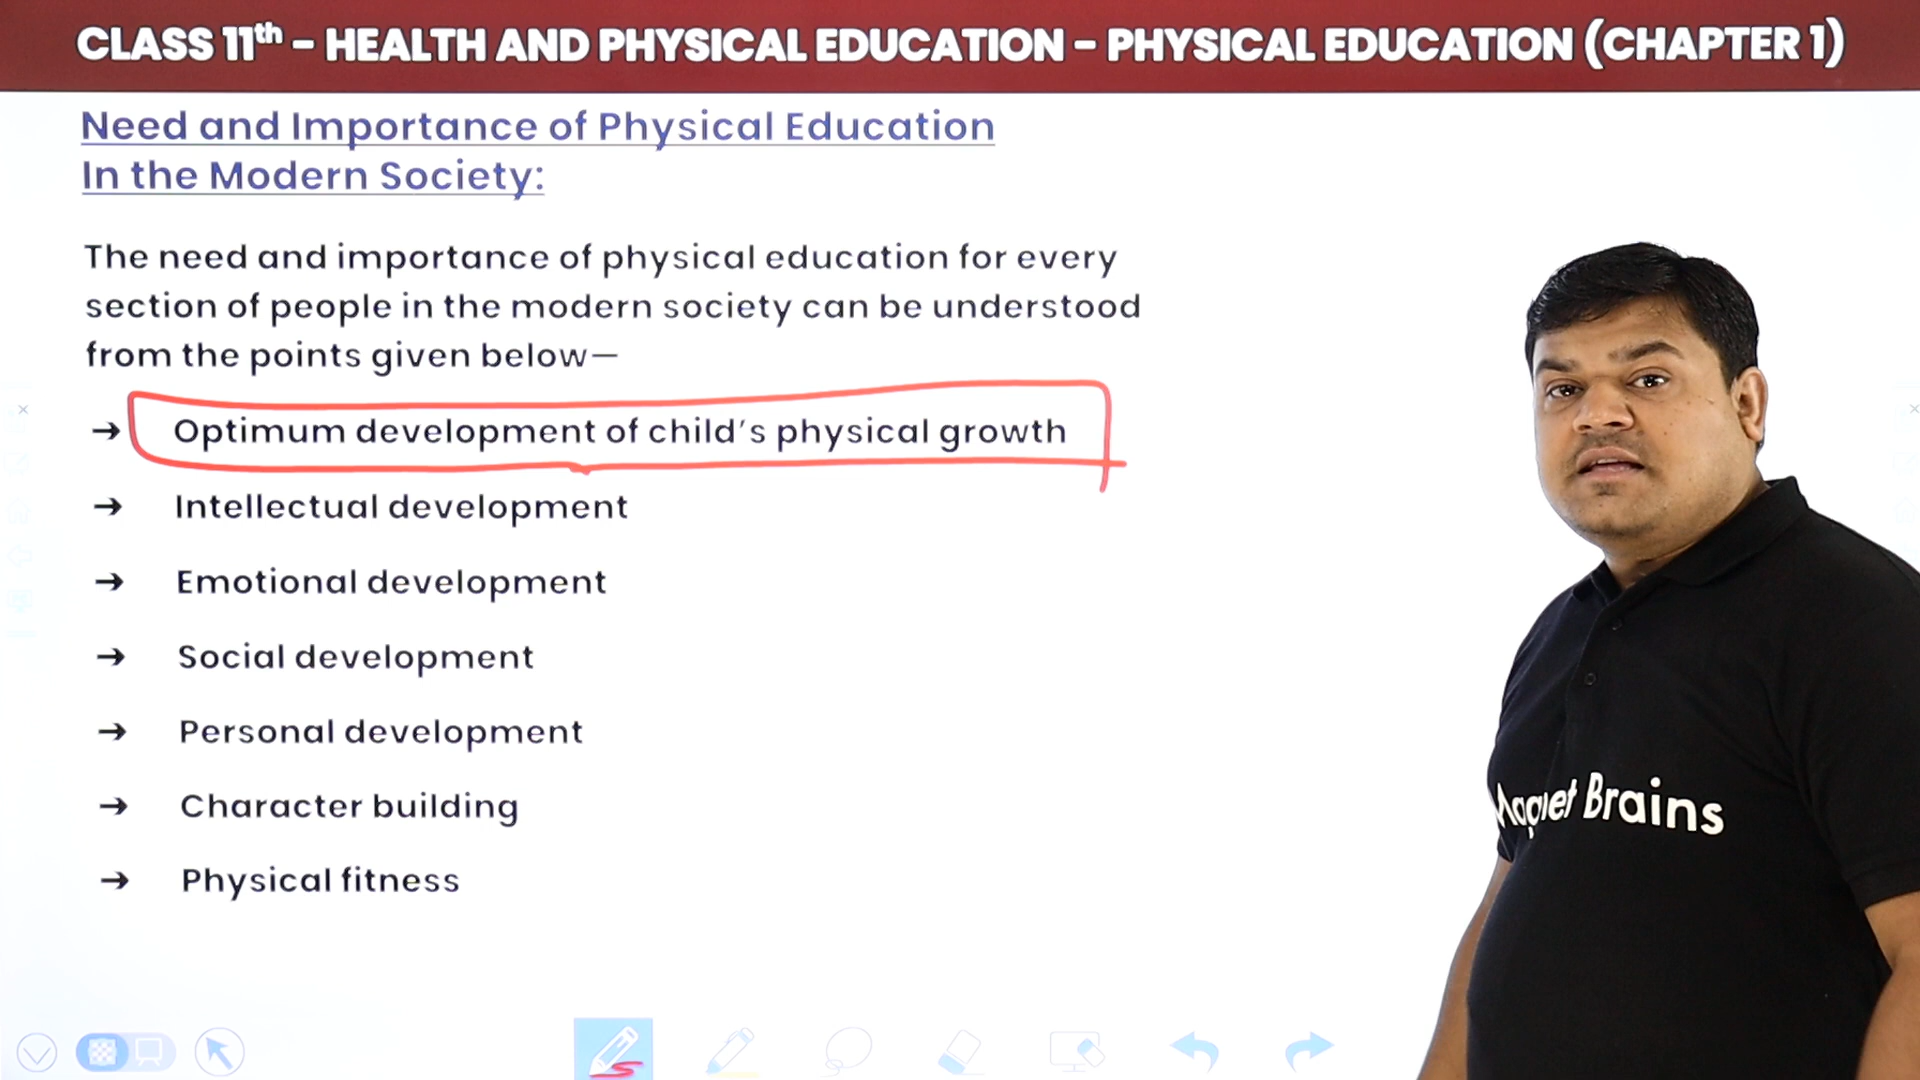 CLASS 11th – HEALTH AND PHYSICAL EDUCATION – PHYSICAL EDUCATION (CHAPTER 1)
Need and Importance of Physical Education
In the Modern Society:
The need and importance of physical education for every
section of people in the modern society can be understood
from the points given below—
→ Optimum development of child's physical growth
→ Intellectual development
→ Emotional development
→ Social development
→ Personal development
→ Character building
→ Physical fitness
Magnet Brains